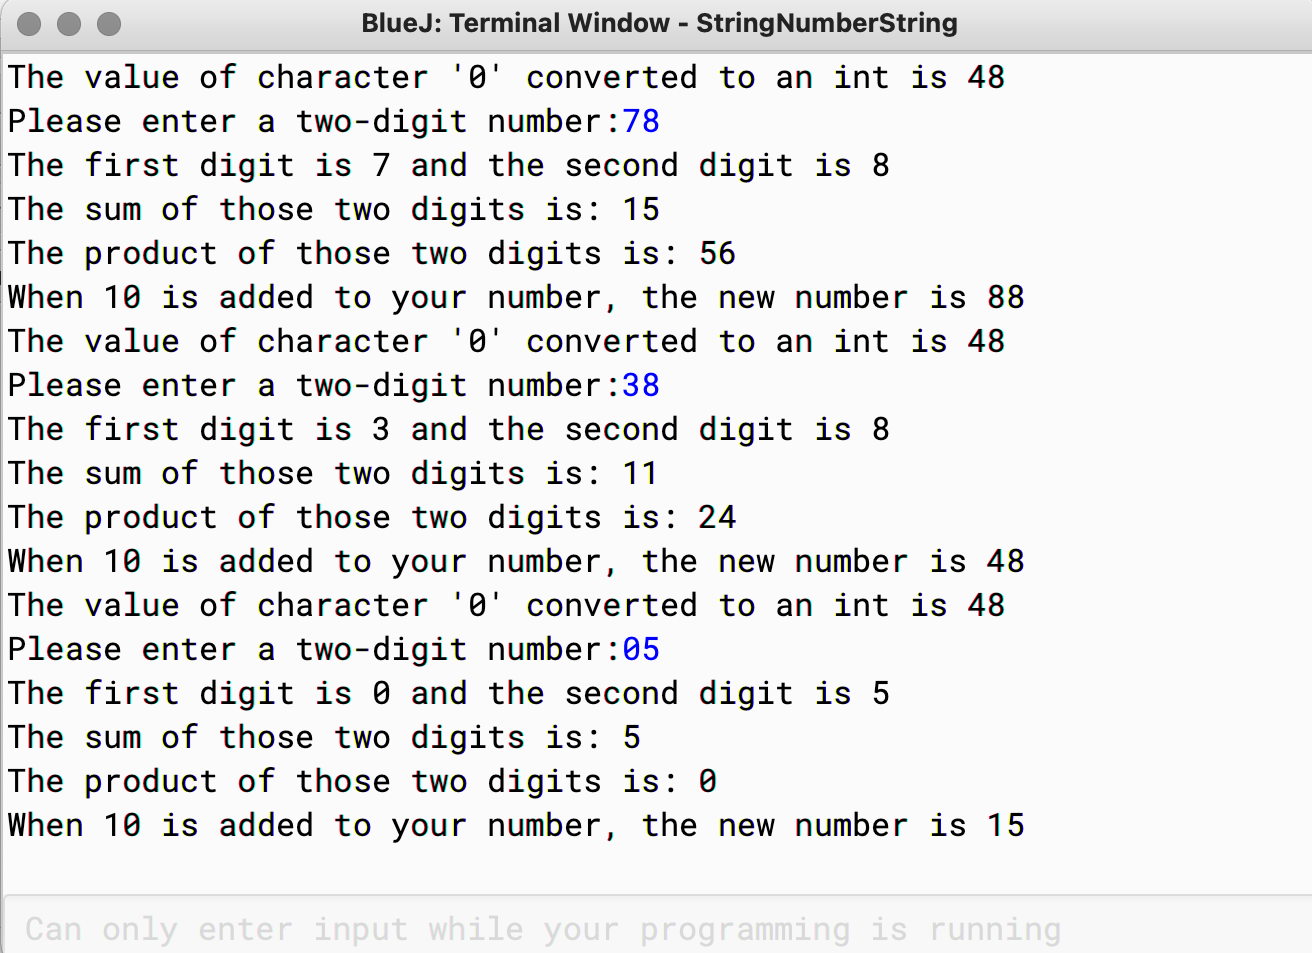 BlueJ: Terminal Window - StringNumberString
The value of character '0' converted to an int is 48
Please enter a two-digit number:78
The first digit is 7 and the second digit is 8
The sum of those two digits is: 15
The product of those two digits is: 56
When 10 is added to your number, the new number is 88
The value of character '0' converted to an int is 48
Please enter a two-digit number:38
The first digit is 3 and the second digit is 8
The sum of those two digits is: 11
The product of those two digits is: 24
When 10 is added to your number, the new number is 48
The value of character '0' converted to an int is 48
Please enter a two-digit number:05
The first digit is 0 and the second digit is 5
The sum of those two digits is: 5
The product of those two digits is: 0
When 10 is added to your number, the new number is 15
Can only enter input while your programming is running